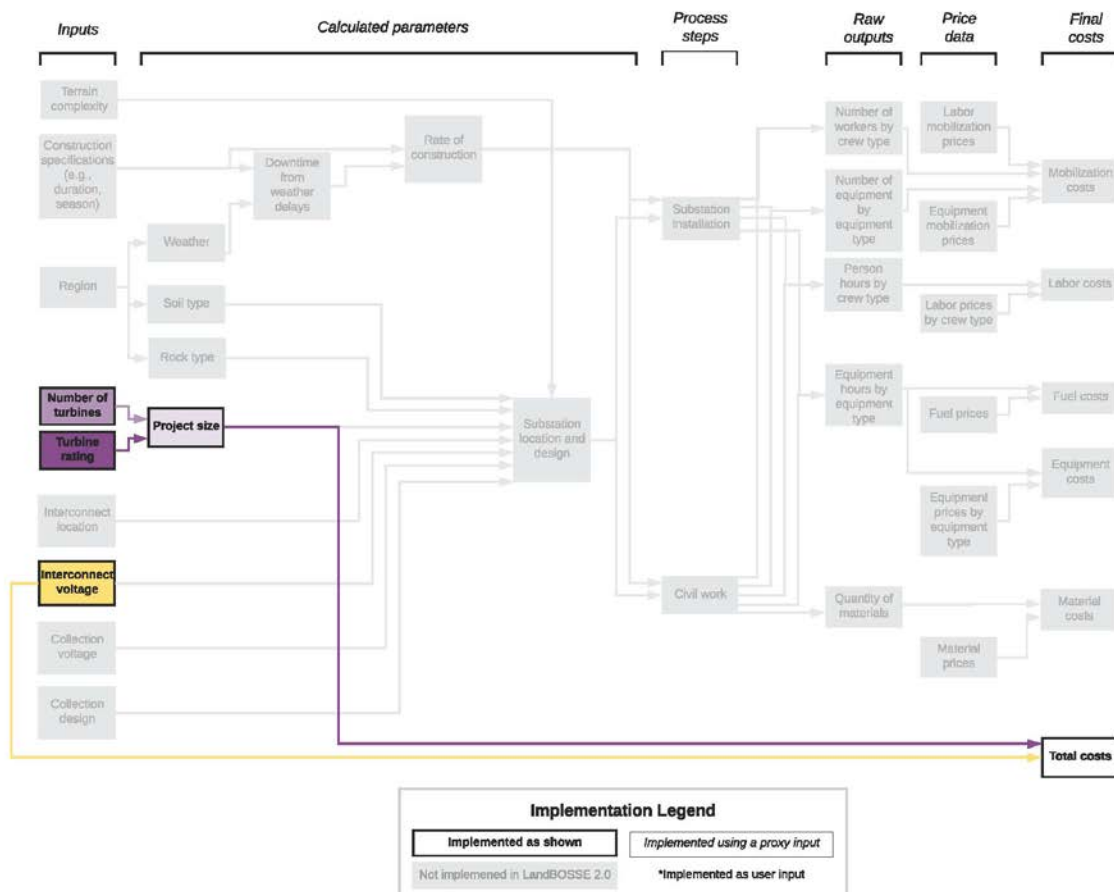 Inputs
Calculated parameters
Process
steps
Raw
outputs
Price
data
Final
costs
Terrain
complexity
Construction
specifications
(e.g.,
duration,
season)
Downtime
from
weather
delays
Rate of
construction
Region
Weather
Soil type
Rock type
Number of
turbines
Turbine
rating
Project size
Interconnect
location
Interconnect
voltage
Collection
voltage
Collection
design
Substation
location and
design
Substation
installation
Civil work
Number of
workers by
crew type
Number of
equipment
by
equipment
type
Person
hours by
crew type
Equipment
hours by
equipment
type
Quantity of
materials
Labor
mobilization
prices
Equipment
mobilization
prices
Labor prices
by crew type
Fuel prices
Equipment
prices by
equipment
type
Material
prices
Mobilization
costs
Labor costs
Fuel costs
Equipment
costs
Material
costs
Total costs
Implementation Legend
Implemented as shown
Implemented using a proxy input
Not implemened in LandBOSSE 2.0
*Implemented as user input